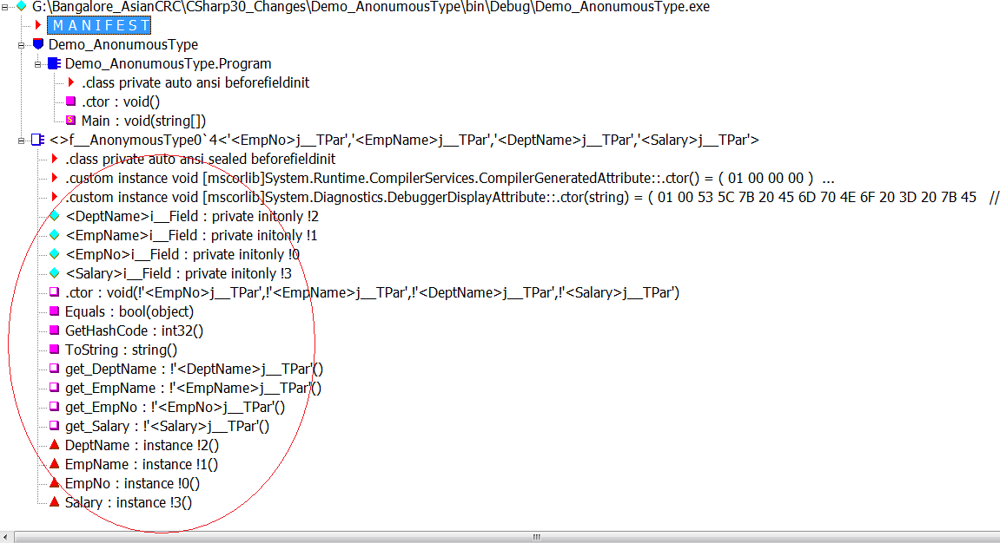 G:\Bangalore_AsianCRC\CSharp30_Changes\Demo_AnonumousType\bin\Debug\Demo_AnonumousType.exe
M A N I F E S T
Demo_AnonumousType
Demo_AnonumousType.Program
.class private auto ansi beforefieldinit
.ctor : void()
Main : void(string[])
<>f__AnonymousType0`4<'<EmpNo>j__TPar','<EmpName>j__TPar','<DeptName>j__TPar','<Salary>j__TPar'>
.class private auto ansi sealed beforefieldinit
.custom instance void [mscorlib]System.Runtime.CompilerServices.CompilerGeneratedAttribute::.ctor() = ( 01 00 00 00 ) ...
.custom instance void [mscorlib]System.Diagnostics.DebuggerDisplayAttribute::.ctor(string) = ( 01 00 53 5C 7B 20 45 6D 70 4E 6F 20 3D 20 7B 45 //
<DeptName>i__Field : private initonly !2
<EmpName>i__Field : private initonly !1
<EmpNo>i__Field : private initonly !0
<Salary>i__Field : private initonly !3
.ctor : void(!'<EmpNo>j__TPar',!'<EmpName>j__TPar',!'<DeptName>j__TPar',!'<Salary>j__TPar')
Equals : bool(object)
GetHashCode : int32()
ToString : string()
get_DeptName : !'<DeptName>j__TPar'()
get_EmpName : !'<EmpName>j__TPar'()
get_EmpNo : !'<EmpNo>j__TPar'()
get_Salary : !'<Salary>j__TPar'()
DeptName : instance !2()
EmpName : instance !1()
EmpNo : instance !0()
Salary : instance !3()